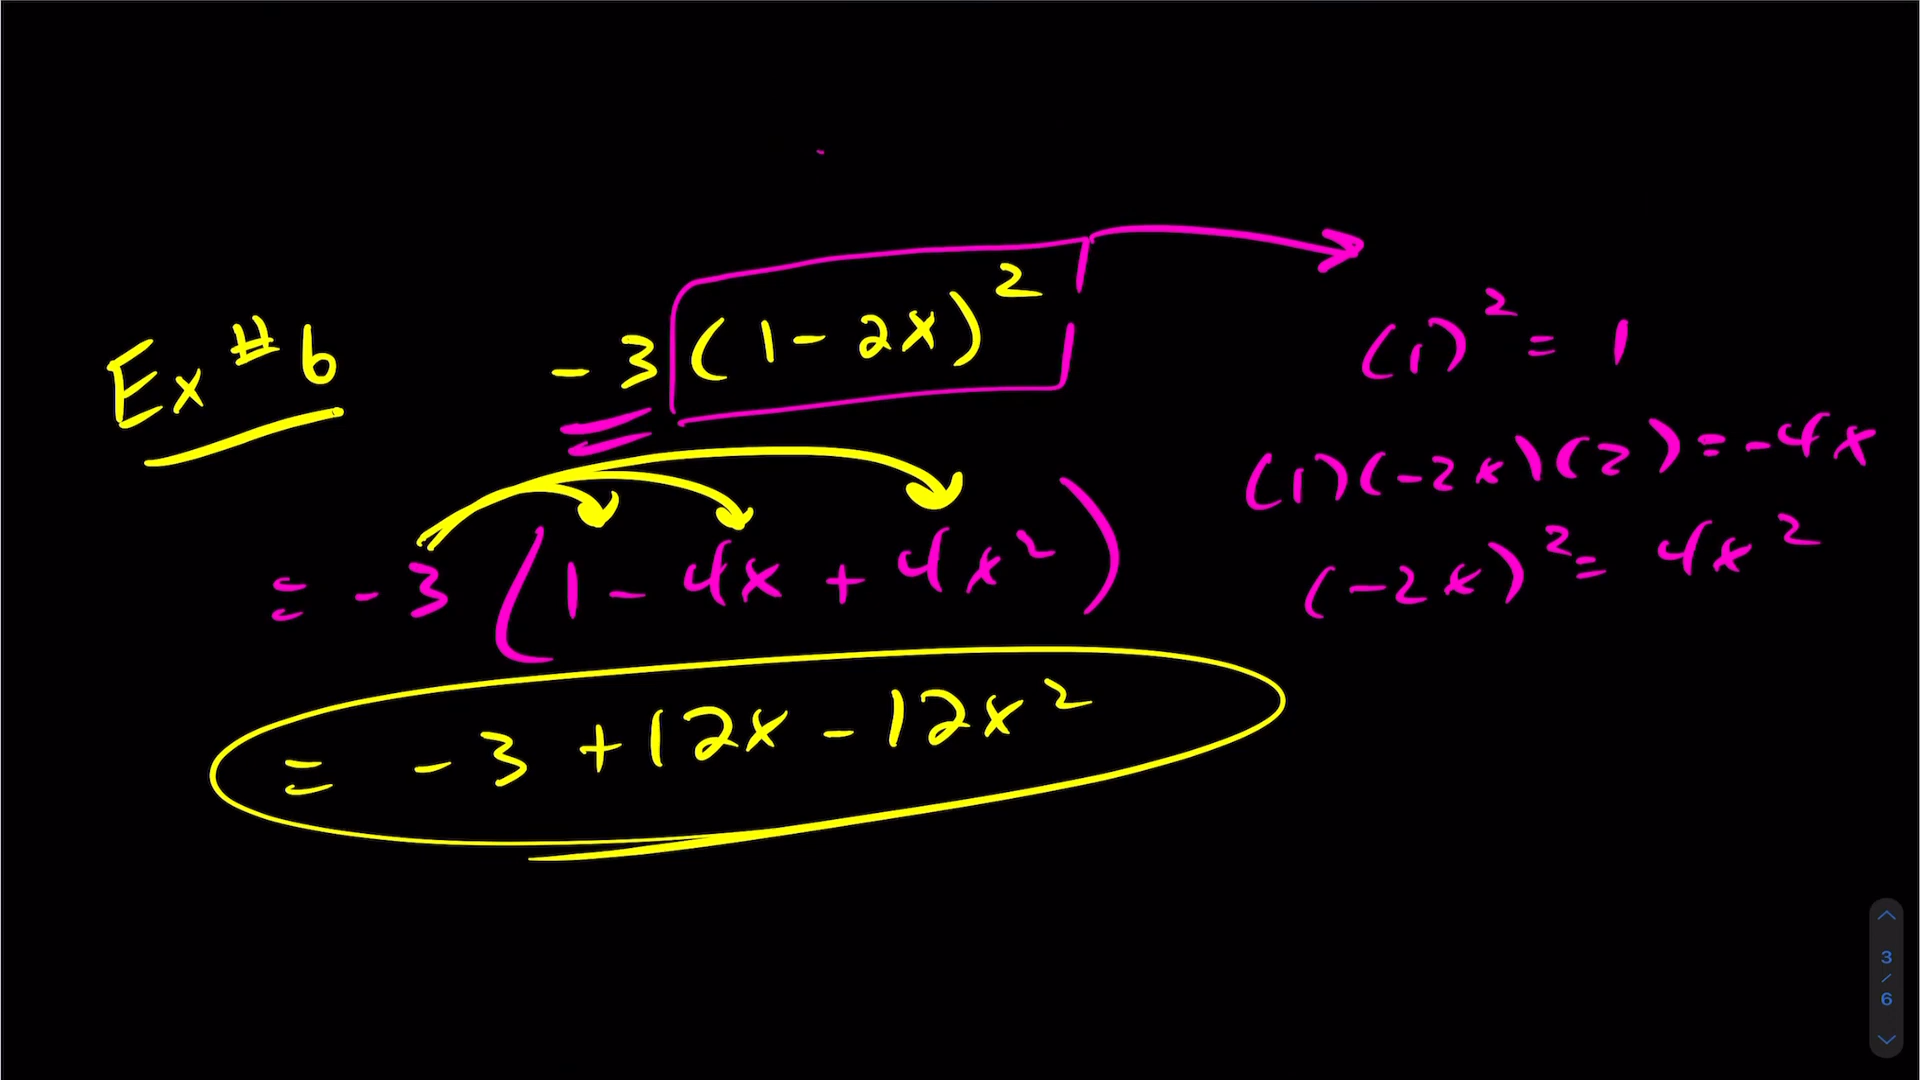 Ex #6
-3(1-2x)²
(1)² = 1
(1)(-2x)(2) = -4x
(-2x)² = 4x²
= -3(1-4x+4x²)
= -3+12x-12x²
3
/
6